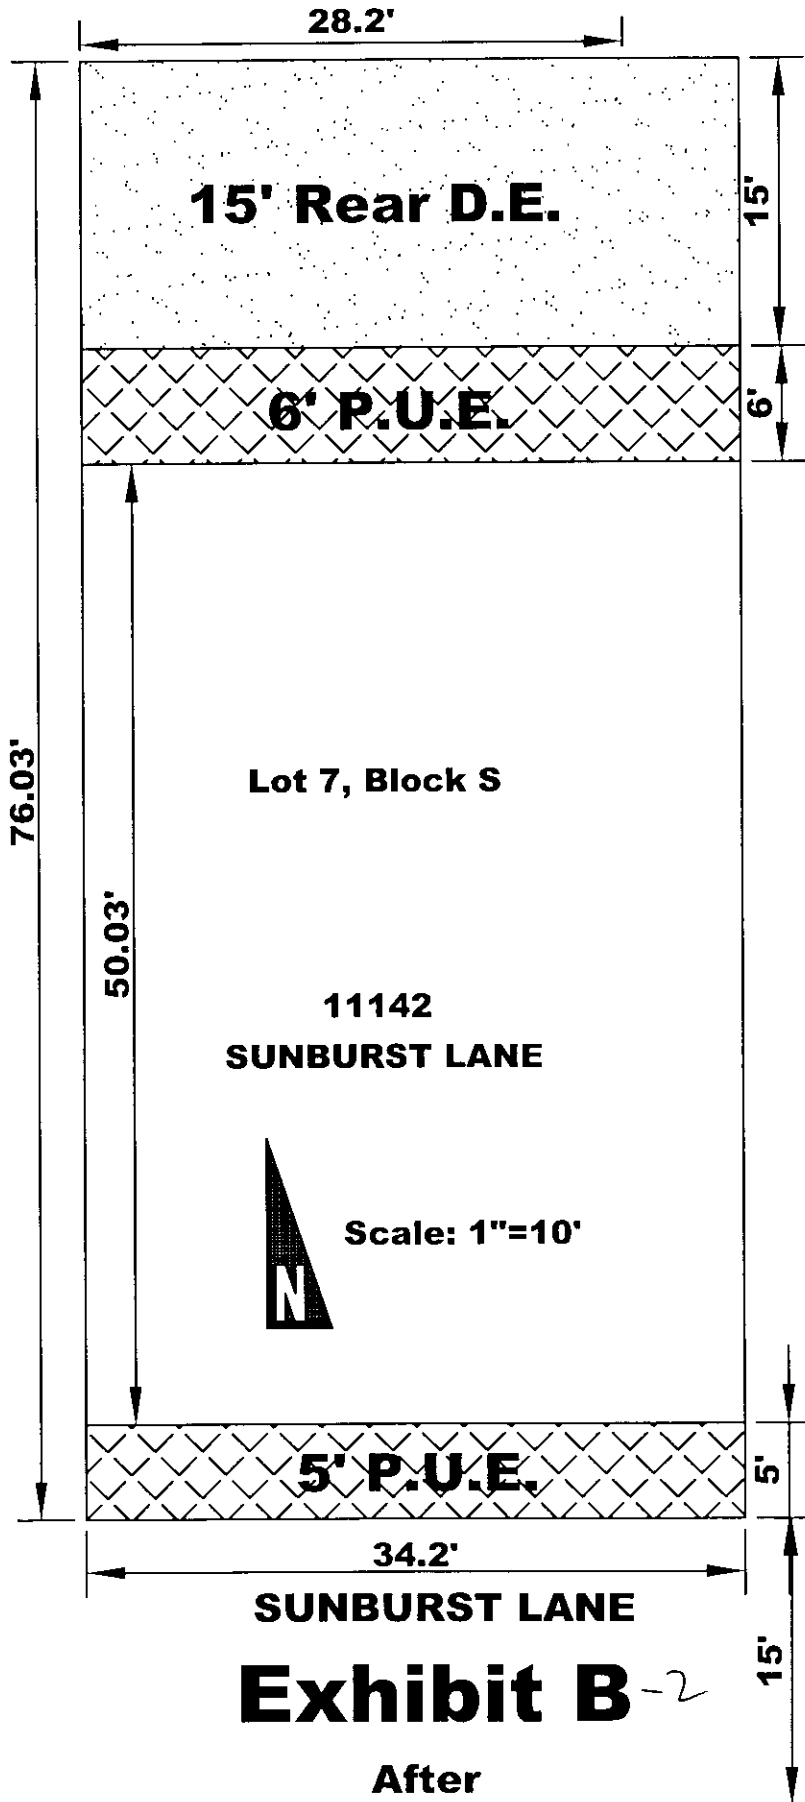 28.2'
15' Rear D.E.
15'
6' P.U.E.
6'
76.03'
Lot 7, Block S
50.03'
11142
SUNBURST LANE
Scale: 1"=10'
N
5' P.U.E.
5'
34.2'
SUNBURST LANE
15'
Exhibit B -2
After